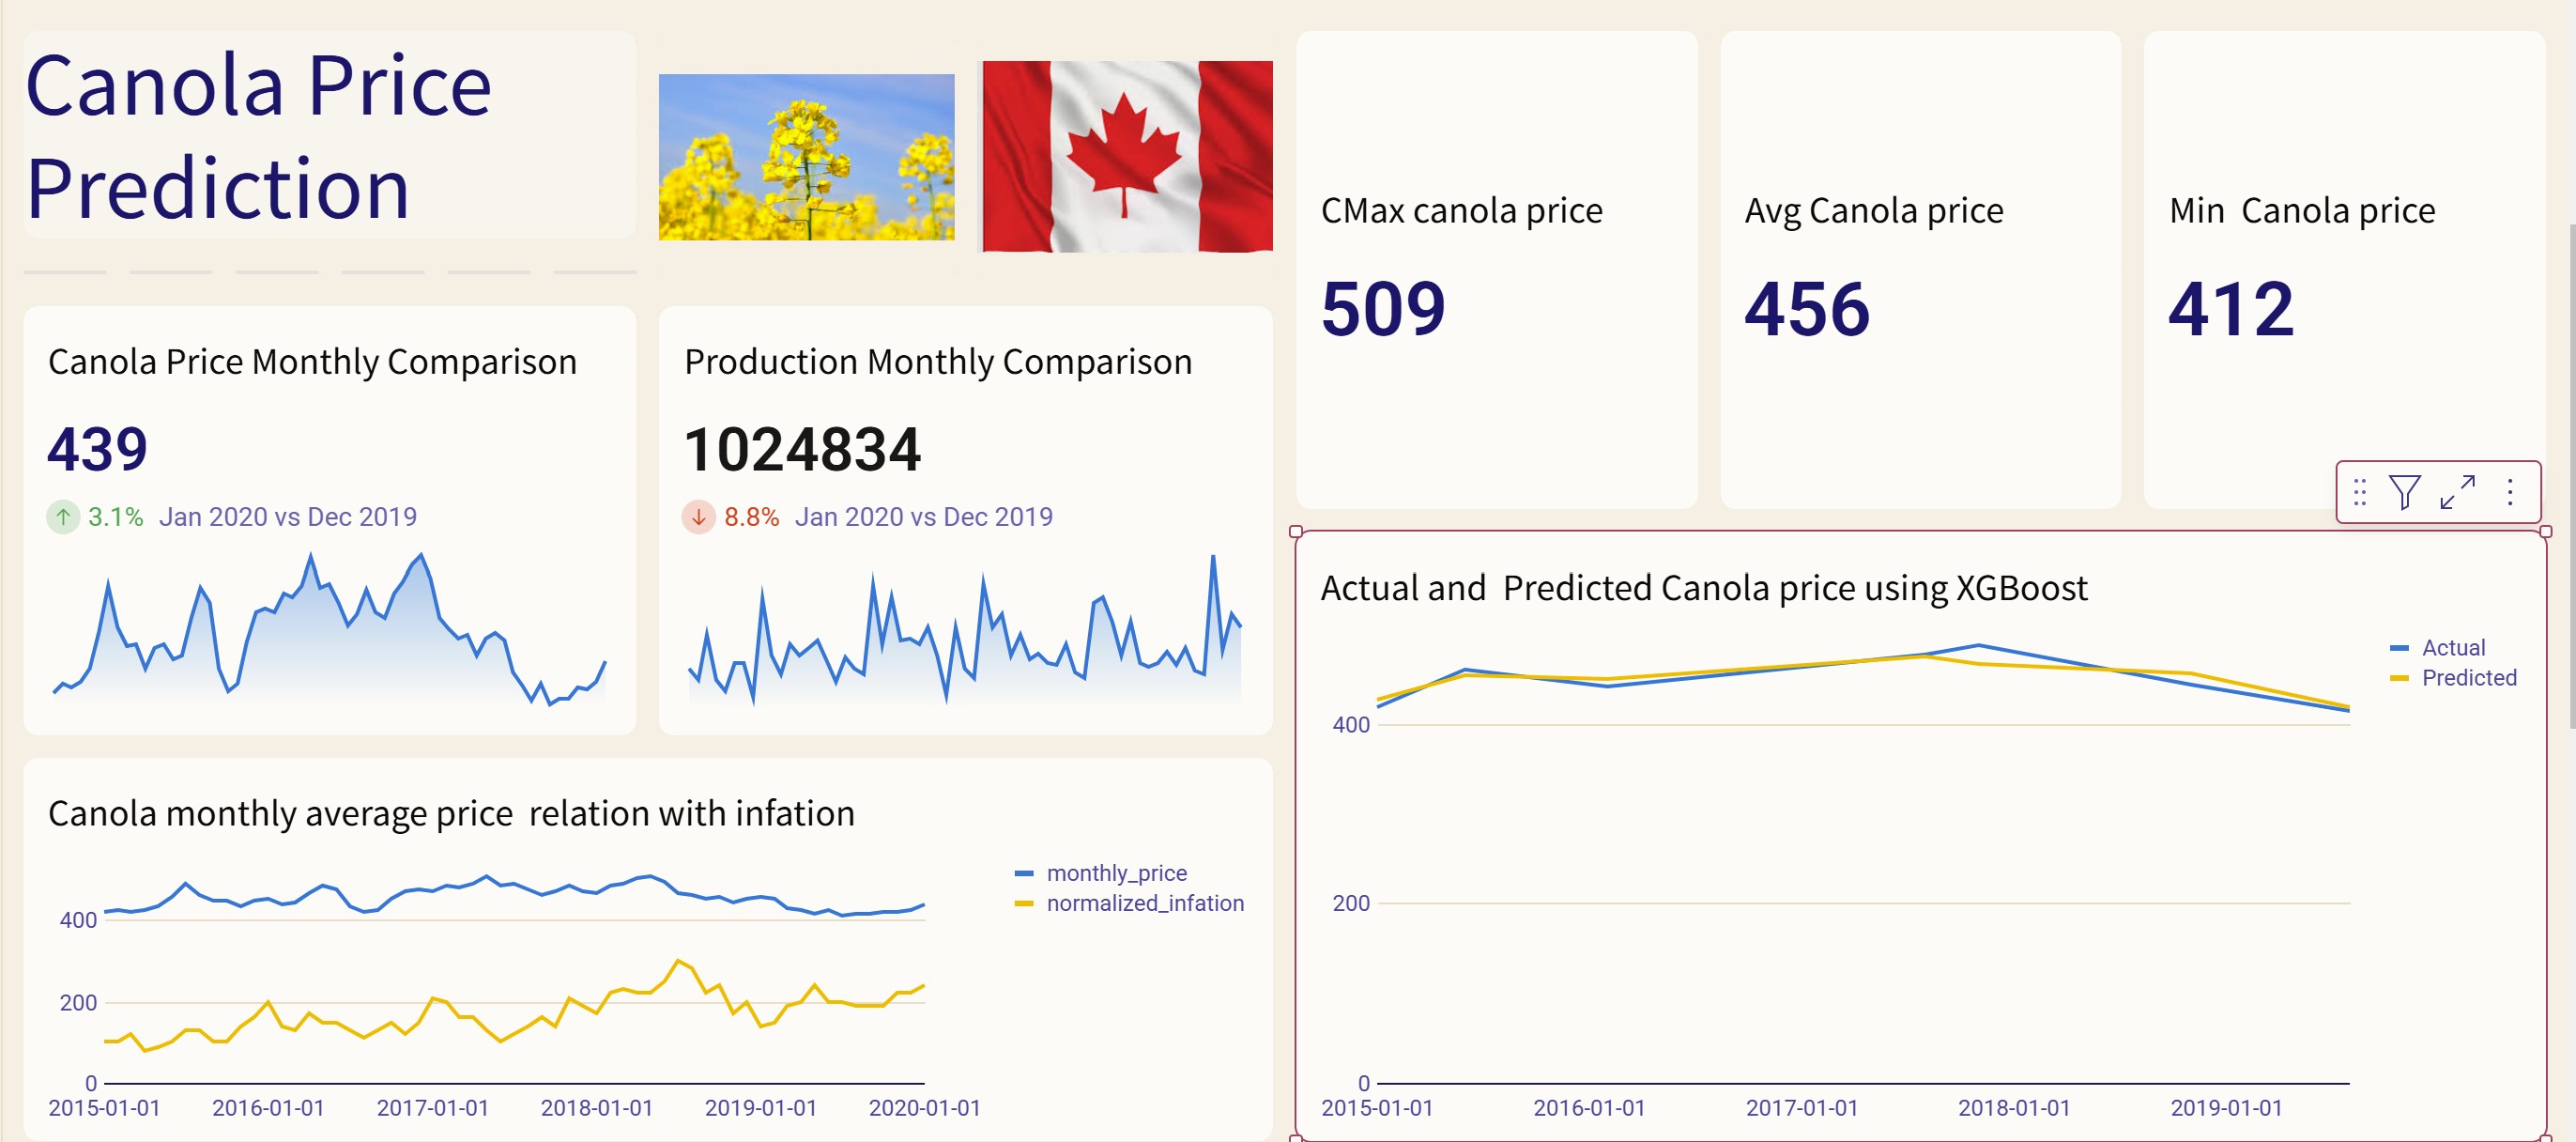 Canola Price
Prediction
CMax canola price
509
Avg Canola price
456
Min  Canola price
412
Canola Price Monthly Comparison
439
3.1% Jan 2020 vs Dec 2019
Production Monthly Comparison
1024834
8.8% Jan 2020 vs Dec 2019
Canola monthly average price  relation with infation
monthly_price
normalized_infation
400
200
0
2015-01-01 2016-01-01 2017-01-01 2018-01-01 2019-01-01 2020-01-01
Actual and  Predicted Canola price using XGBoost
Actual
Predicted
400
200
0
2015-01-01 2016-01-01 2017-01-01 2018-01-01 2019-01-01